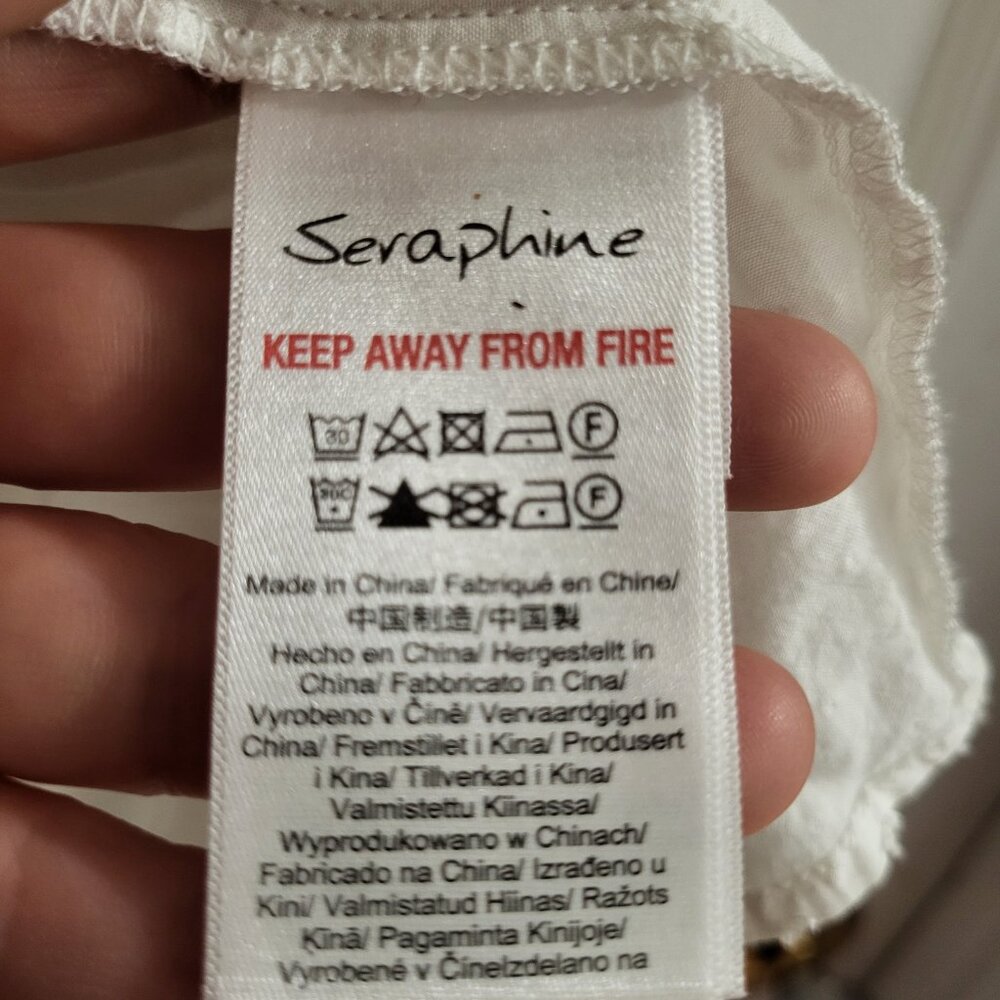 Seraphine
KEEP AWAY FROM FIRE
30 F
30C F
Made in China/ Fabriqué en Chine/
中国制造/中国製
Hecho en China/ Hergestellt in
China/ Fabbricato in Cina/
Vyrobeno v Číně/ Vervaardgigd in
China/ Fremstillet i Kina/ Produsert
i Kina/ Tillverkad i Kina/
Valmistettu Kiinassa/
Wyprodukowano w Chinach/
Fabricado na China/ Izrađeno u
Kini/ Valmistatud Hiinas/ Ražots
Ķīnā/ Pagaminta Kinijoje/
Vyrobené v ČíneIzdelano na